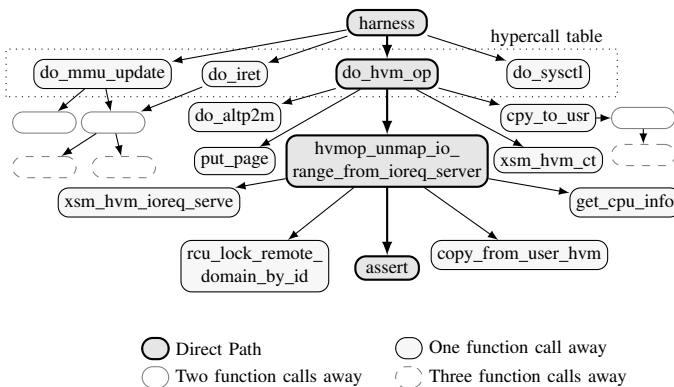 harness
hypercall table
do_mmu_update
do_iret
do_hvm_op
do_sysctl
do_altp2m
cpy_to_usr
put_page
hvmop_unmap_io_
range_from_ioreq_server
xsm_hvm_ct
xsm_hvm_ioreq_serve
get_cpu_info
rcu_lock_remote_
domain_by_id
assert
copy_from_user_hvm
Direct Path
One function call away
Two function calls away
Three function calls away